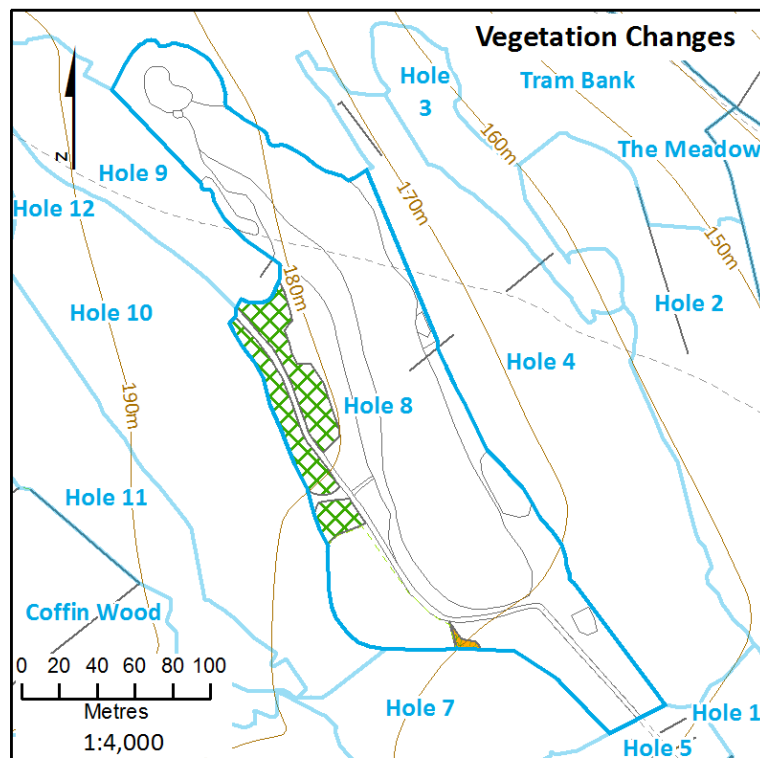 Vegetation Changes
Hole
3
Tram Bank
160m
The Meadow
N
Hole 9
Hole 12
170m
150m
180m
Hole 10
Hole 2
Hole 4
190m
Hole 8
Hole 11
Coffin Wood
0 20 40 60 80 100
Metres
1:4,000
Hole 7
Hole 1
Hole 5